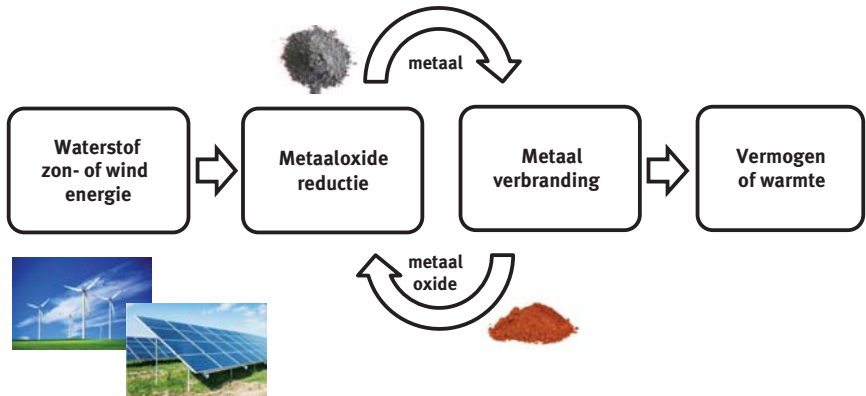 metaal
Waterstof
zon- of wind
energie
Metaaloxide
reductie
Metaal
verbranding
Vermogen
of warmte
metaal
oxide